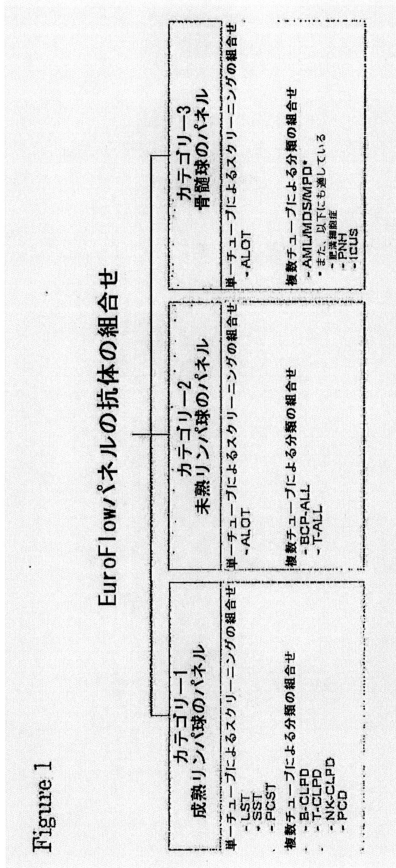 Figure 1
EuroFlowパネルの抗体の組合せ
カテゴリー1
成熟リンパ球のパネル
単一チューブによるスクリーニングの組合せ
- LST
- SST
- PCST
複数チューブによる分類の組合せ
- B-CLPD
- T-CLPD
- NK-CLPD
- PCD
カテゴリー2
未熟リンパ球のパネル
単一チューブによるスクリーニングの組合せ
- ALOT
複数チューブによる分類の組合せ
- BCP-ALL
- T-ALL
カテゴリー3
骨髄球のパネル
単一チューブによるスクリーニングの組合せ
- ALOT
複数チューブによる分類の組合せ
- AML/MDS/MPD*
* また、以下にも適している
- 肥満細胞症
- PNH
- ICUS